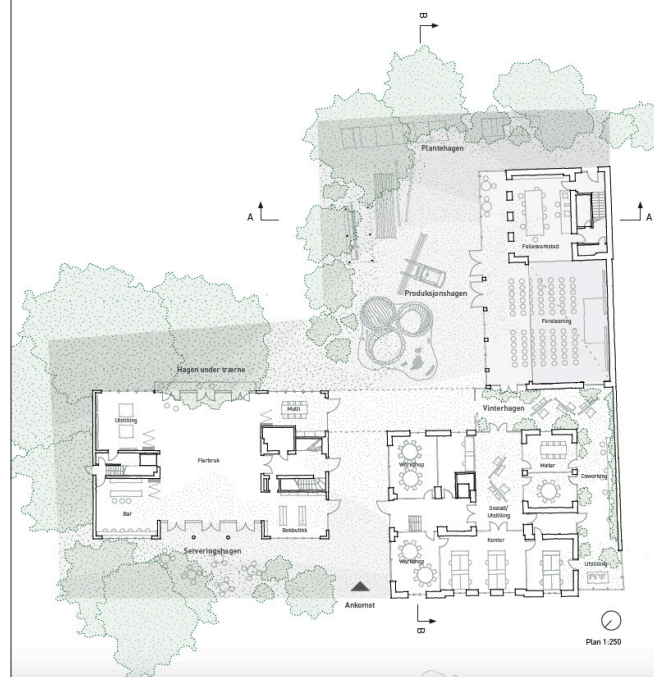 B
Plantehagen
A
A
Fellesverksted
Produksjonshagen
Forelesning
Hagen under trærne
Utstilling
Multi
Vinterhagen
Flerbruk
Workshop
Møter
Coworking
Bar
Bokbutikk
Sosialt/
Utstilling
Serveringshagen
Kontor
Workshop
Utstilling
Ankomst
B
Plan 1:250